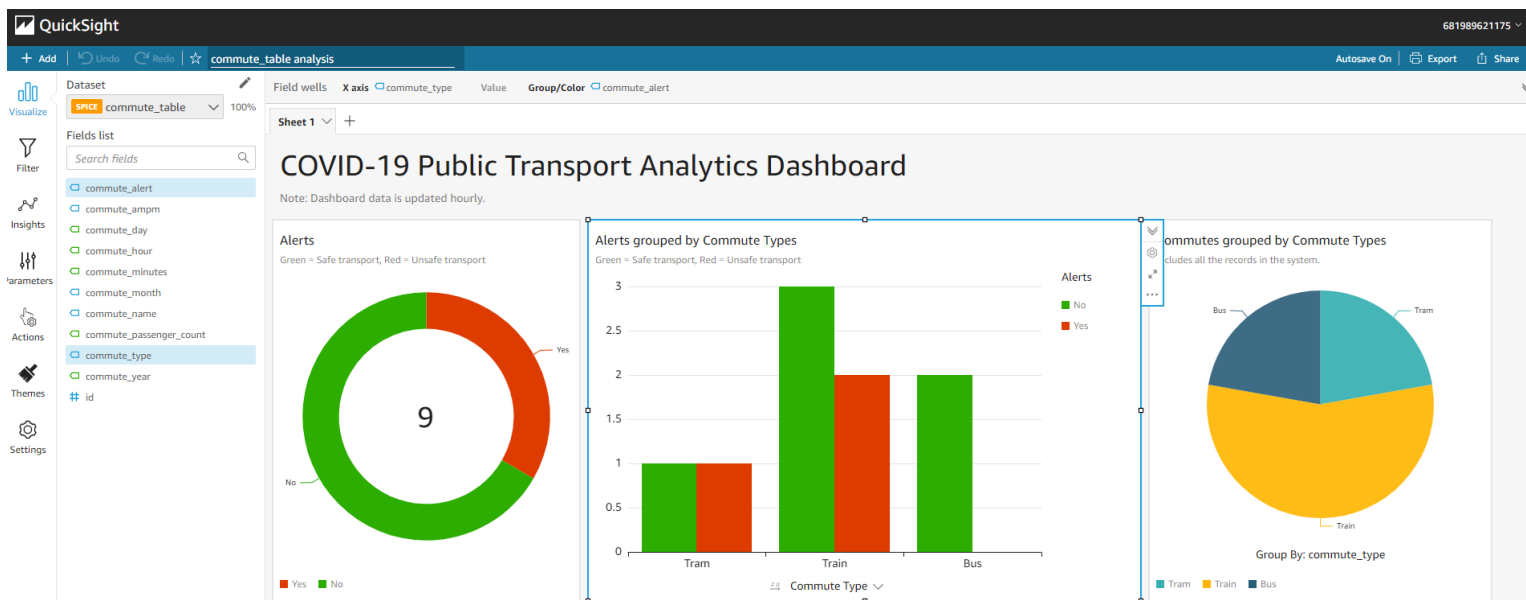 QuickSight
681989621175
+ Add
Undo
Redo
commute_table analysis
Autosave On
Export
Share
Visualize
Filter
Insights
Parameters
Actions
Themes
Settings
Dataset
SPICE commute_table
100%
Fields list
Search fields
commute_alert
commute_ampm
commute_day
commute_hour
commute_minutes
commute_month
commute_name
commute_passenger_count
commute_type
commute_year
# id
Field wells X axis commute_type Value Group/Color commute_alert
Sheet 1 +
COVID-19 Public Transport Analytics Dashboard
Note: Dashboard data is updated hourly.
Alerts
Green = Safe transport, Red = Unsafe transport
Yes
9
No
Yes No
Alerts grouped by Commute Types
Green = Safe transport, Red = Unsafe transport
Alerts
No
Yes
3
2.5
2
1.5
1
0.5
0
Tram Train Bus
Commute Type
ommutes grouped by Commute Types
cludes all the records in the system.
Bus
Tram
Train
Group By: commute_type
Tram Train Bus